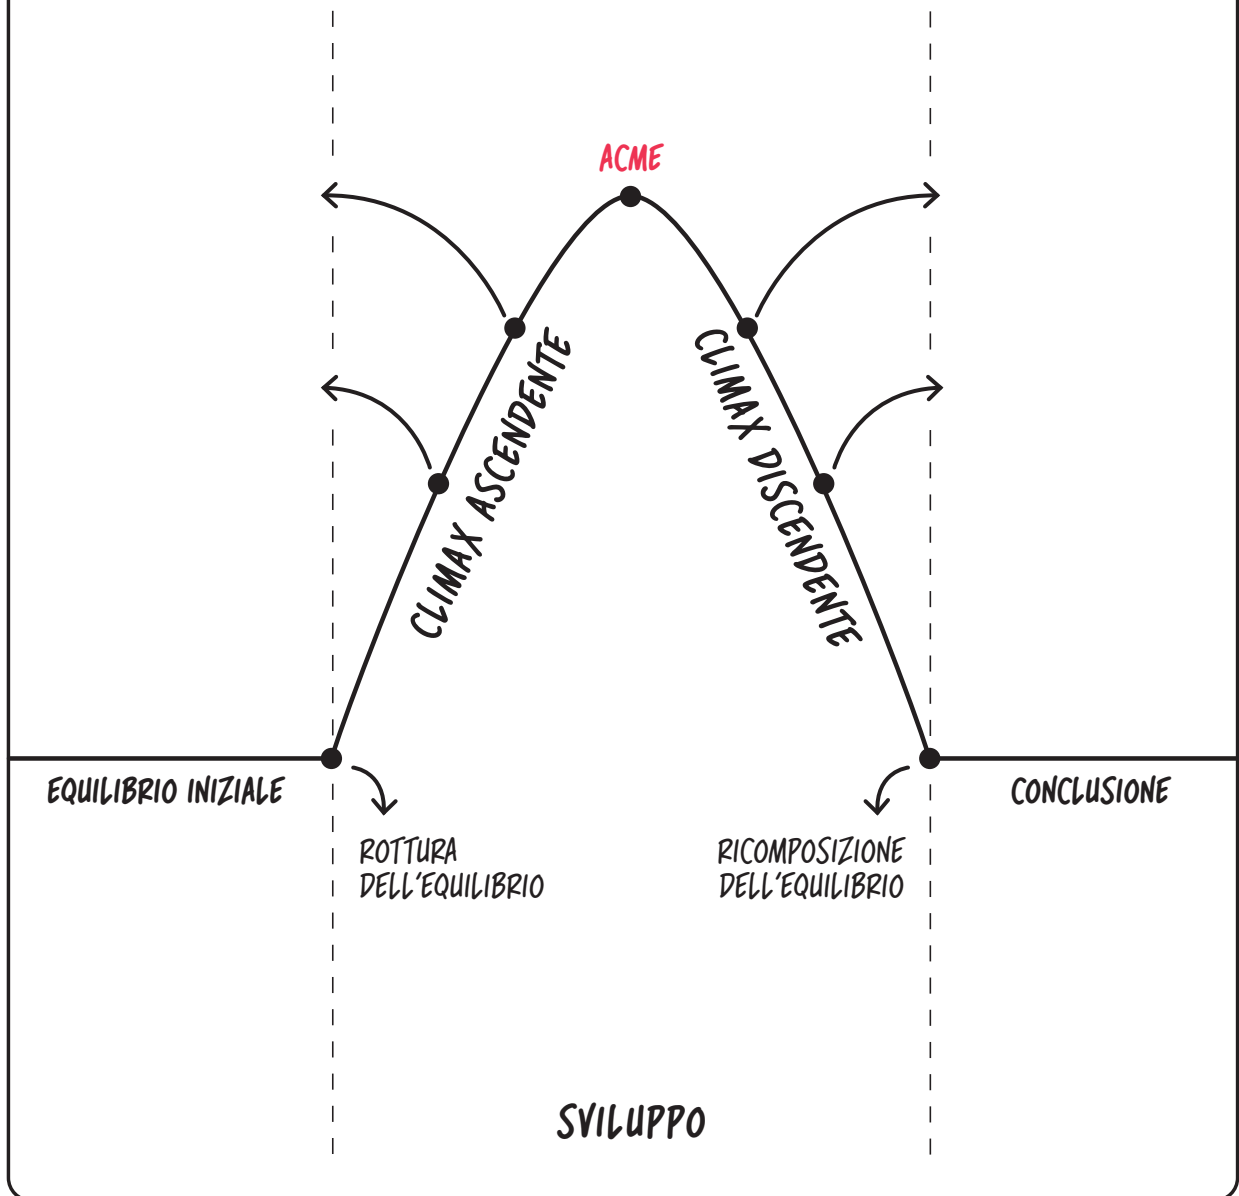 ACME
CLIMAX ASCENDENTE
CLIMAX DISCENDENTE
EQUILIBRIO INIZIALE
CONCLUSIONE
ROTTURA
DELL'EQUILIBRIO
RICOMPOSIZIONE
DELL'EQUILIBRIO
SVILUPPO